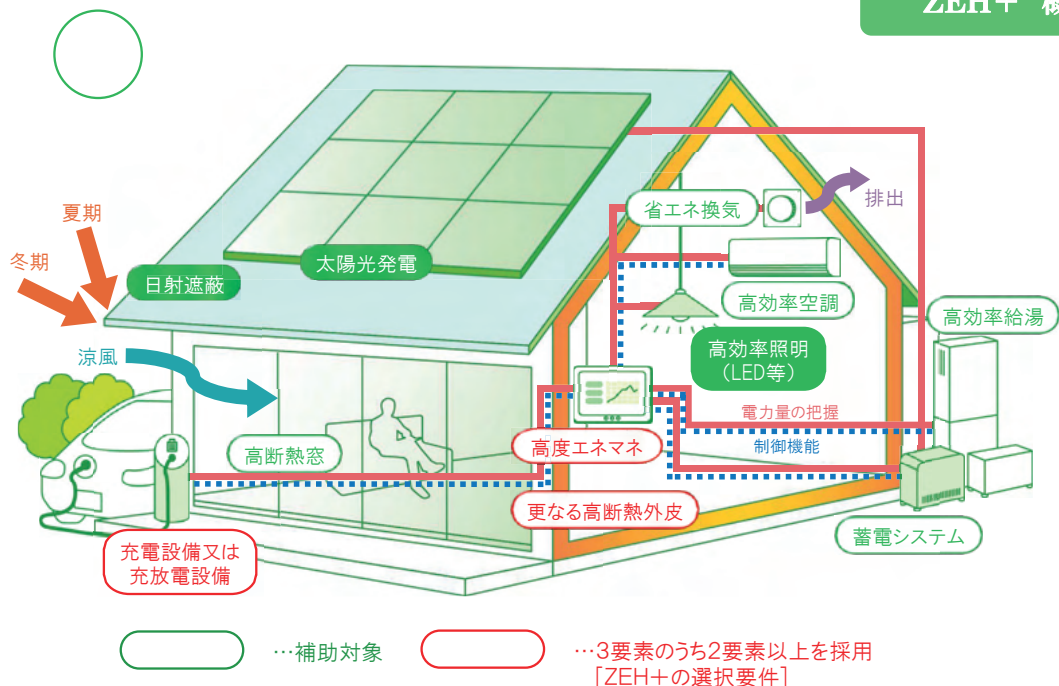 ZEH+
夏期
冬期
日射遮蔽
太陽光発電
省エネ換気
排出
高効率空調
高効率給湯
高効率照明
(LED等)
涼風
電力量の把握
制御機能
高断熱窓
高度エネマネ
更なる高断熱外皮
蓄電システム
充電設備又は
充放電設備
…補助対象
…3要素のうち2要素以上を採用
[ZEH+の選択要件]